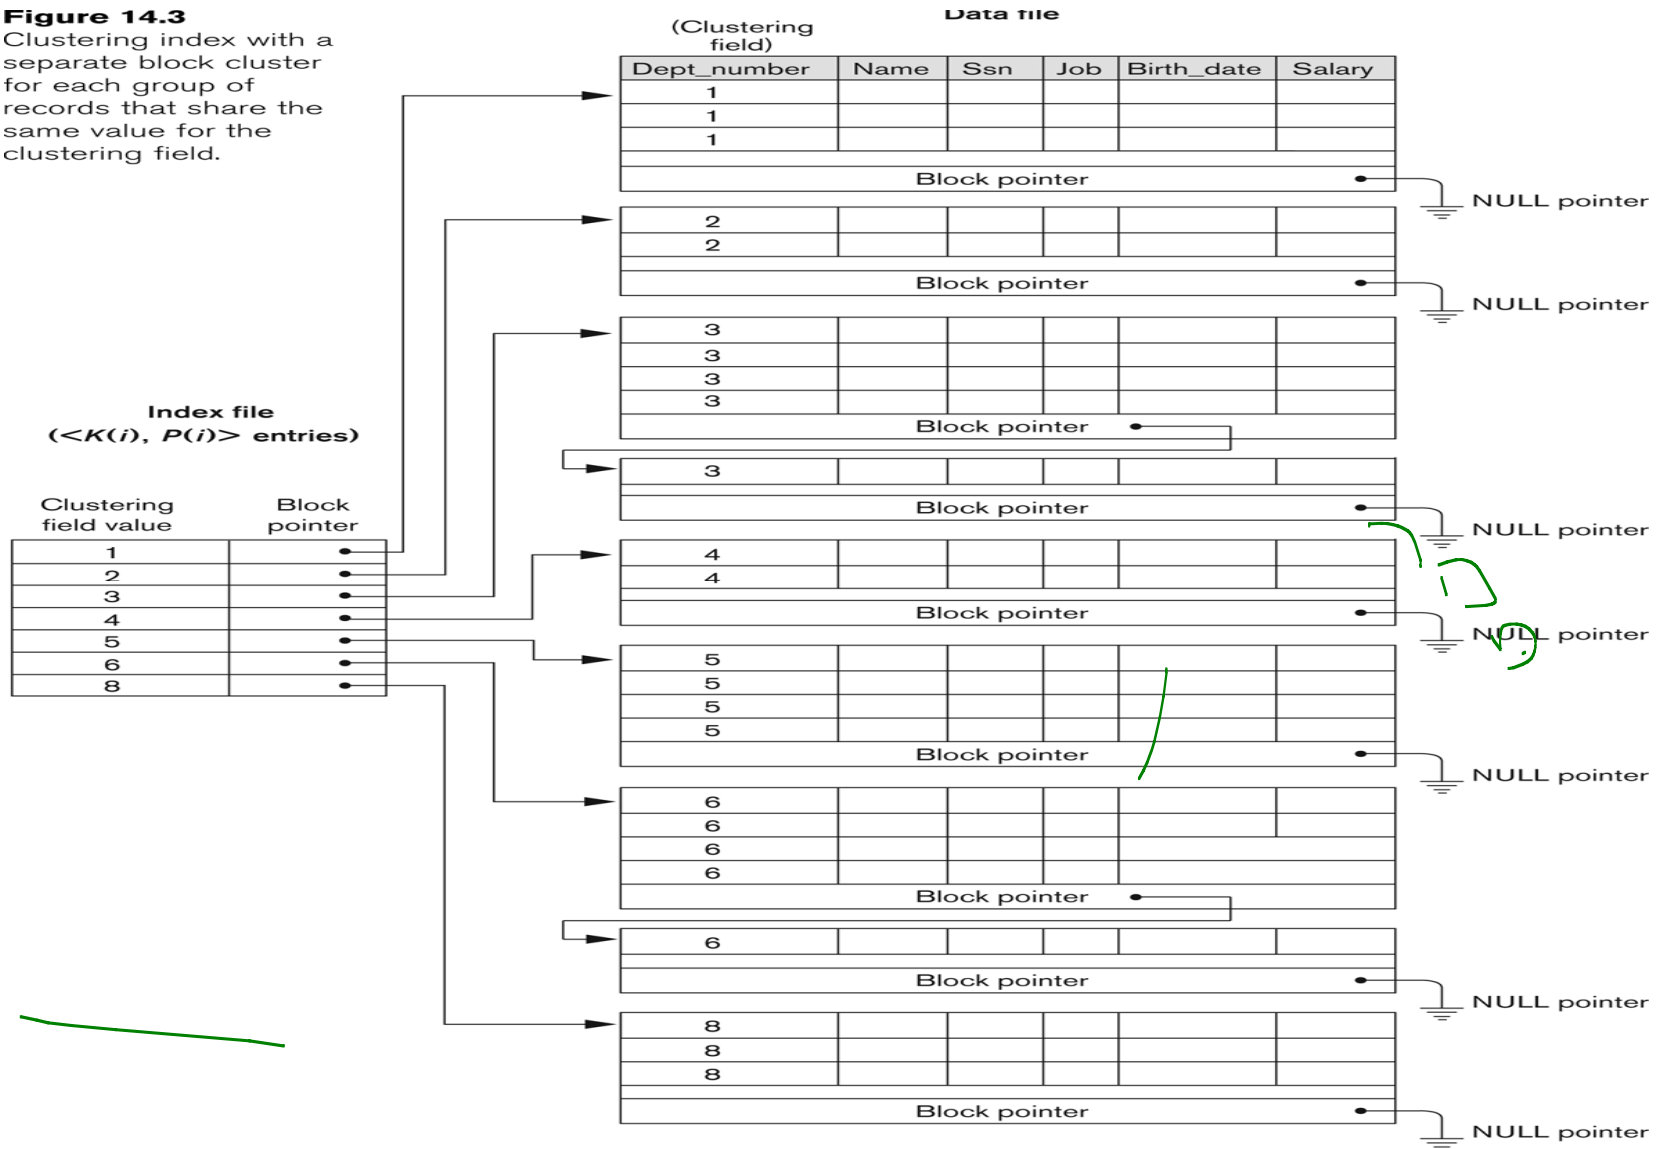 Figure 14.3
Clustering index with a
separate block cluster
for each group of
records that share the
same value for the
clustering field.
Data file
(Clustering
field)
Dept_number Name Ssn Job Birth_date Salary
1
1
1
Block pointer
NULL pointer
2
2
Block pointer
NULL pointer
3
3
3
3
Block pointer
3
Block pointer
NULL pointer
4
4
Block pointer
NULL pointer
5
5
5
5
Block pointer
NULL pointer
6
6
6
6
Block pointer
6
Block pointer
NULL pointer
8
8
8
Block pointer
NULL pointer
Index file
(<K(i), P(i)> entries)
Clustering
field value
Block
pointer
1
2
3
4
5
6
8